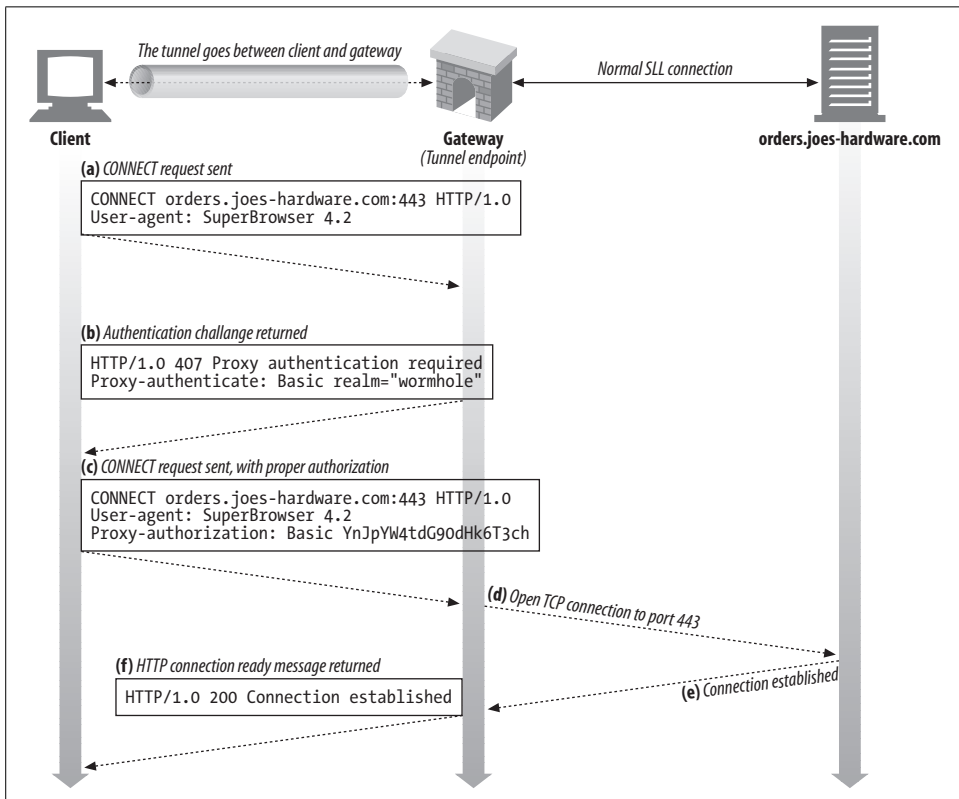 The tunnel goes between client and gateway
Normal SLL connection
Client
Gateway
(Tunnel endpoint)
orders.joes-hardware.com
(a) CONNECT request sent
CONNECT orders.joes-hardware.com:443 HTTP/1.0
User-agent: SuperBrowser 4.2
(b) Authentication challange returned
HTTP/1.0 407 Proxy authentication required
Proxy-authenticate: Basic realm="wormhole"
(c) CONNECT request sent, with proper authorization
CONNECT orders.joes-hardware.com:443 HTTP/1.0
User-agent: SuperBrowser 4.2
Proxy-authorization: Basic YnJpYW4tdG90dHk6T3ch
(d) Open TCP connection to port 443
(e) Connection established
(f) HTTP connection ready message returned
HTTP/1.0 200 Connection established